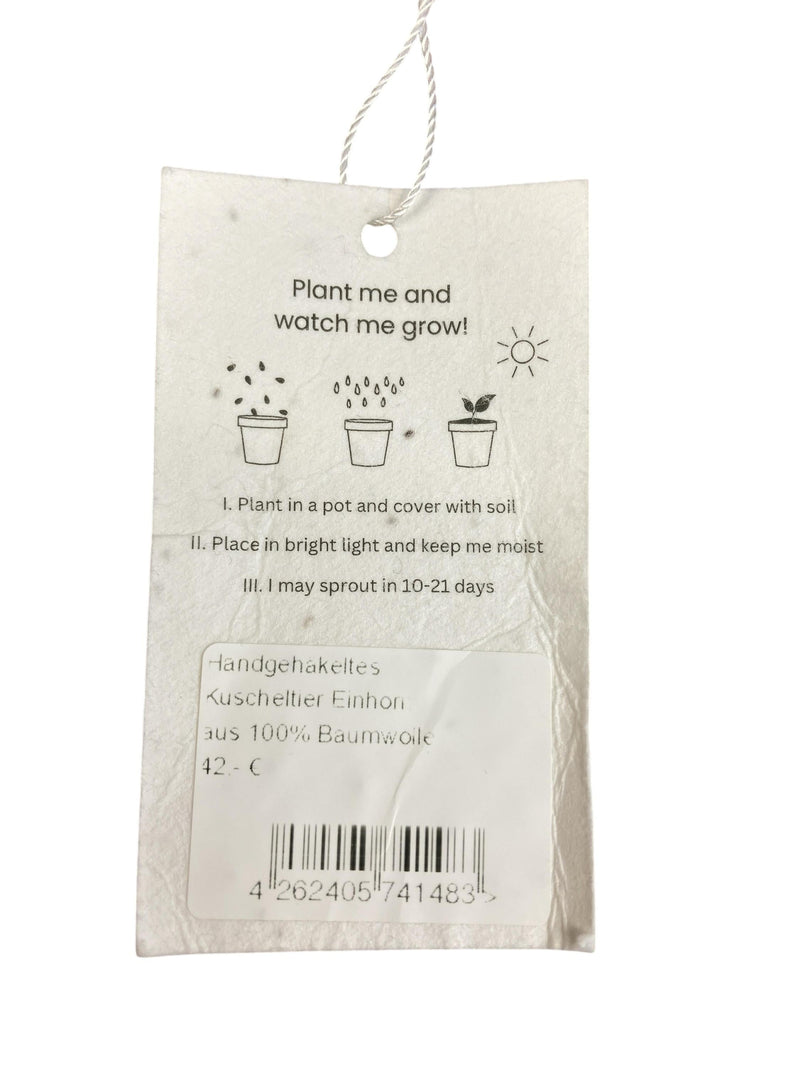 Plant me and
watch me grow!
I. Plant in a pot and cover with soil
II. Place in bright light and keep me moist
III. I may sprout in 10-21 days
Handgehäkeltes
Kuscheltier Einhorn
aus 100% Baumwolle
42.- €
4 262405 741483 >